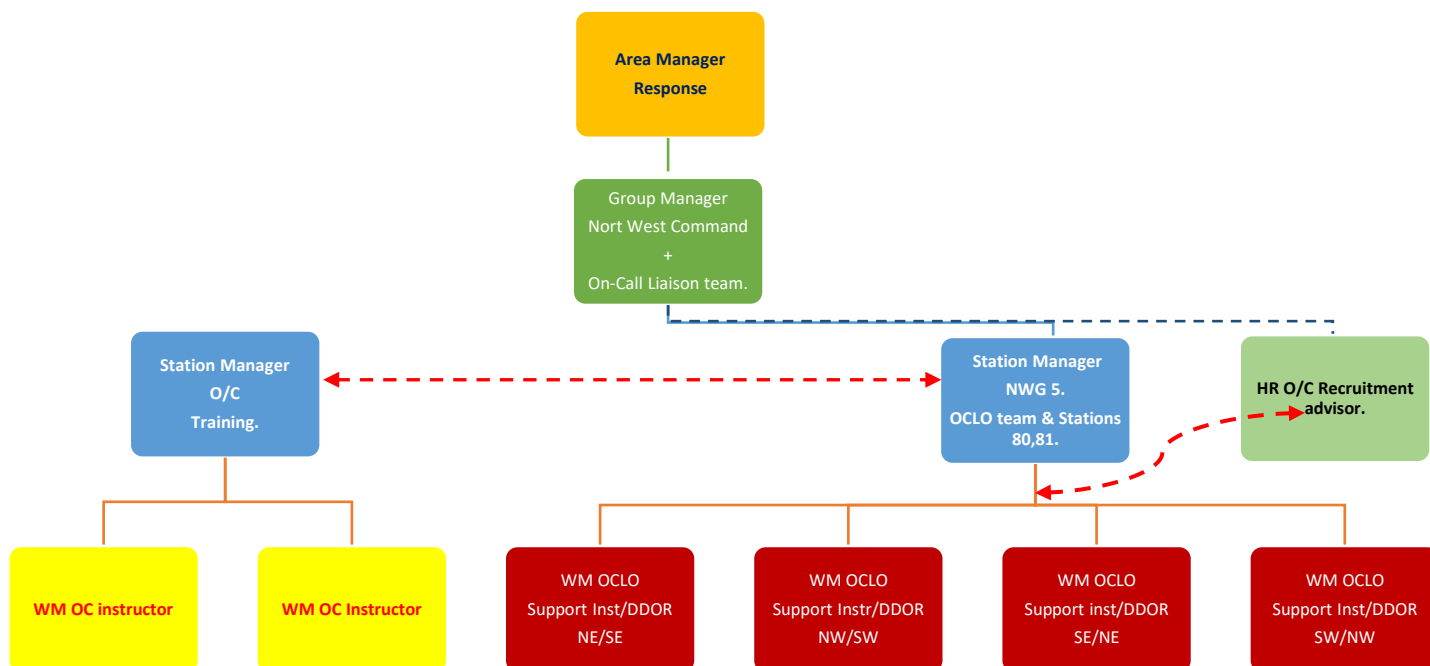 Area Manager
Response
Group Manager
Nort West Command
+
On-Call Liaison team.
Station Manager
O/C
Training.
Station Manager
NWG 5.
OCLO team & Stations
80,81.
HR O/C Recruitment
advisor.
WM OC instructor
WM OC Instructor
WM OCLO
Support Inst/DDOR
NE/SE
WM OCLO
Support Instr/DDOR
NW/SW
WM OCLO
Support inst/DDOR
SE/NE
WM OCLO
Support Inst/DDOR
SW/NW